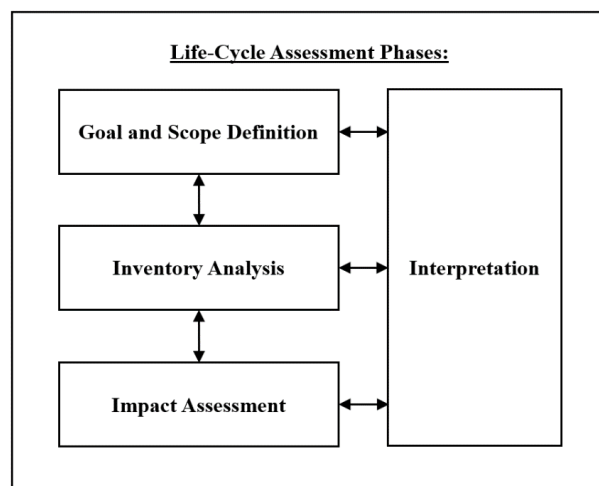 Life-Cycle Assessment Phases:
Goal and Scope Definition
Inventory Analysis
Interpretation
Impact Assessment